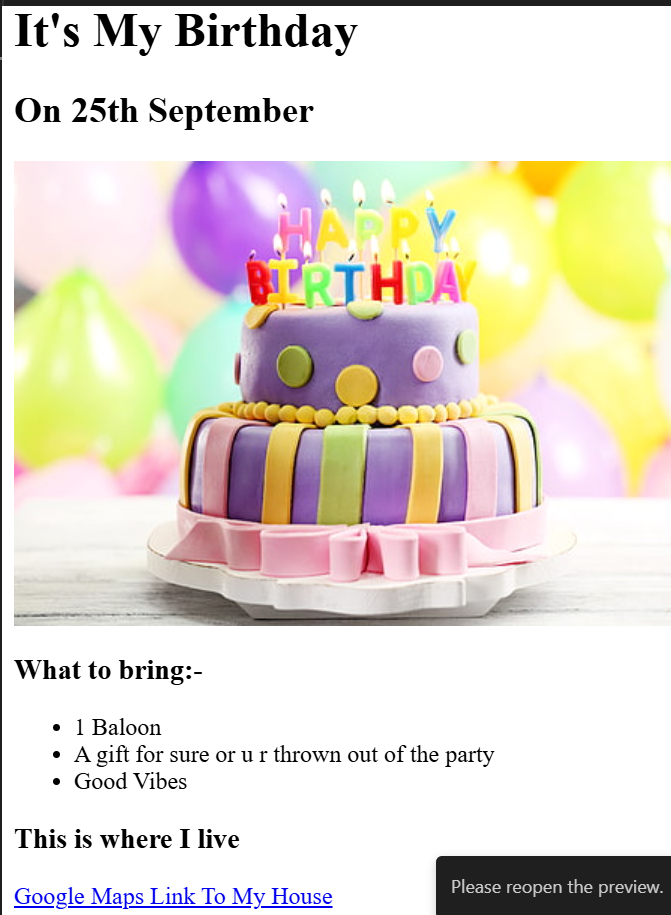 It's My Birthday
On 25th September
HAPPY
BIRTHDAY
What to bring:-
1 Baloon
A gift for sure or u r thrown out of the party
Good Vibes
This is where I live
Google Maps Link To My House
Please reopen the preview.